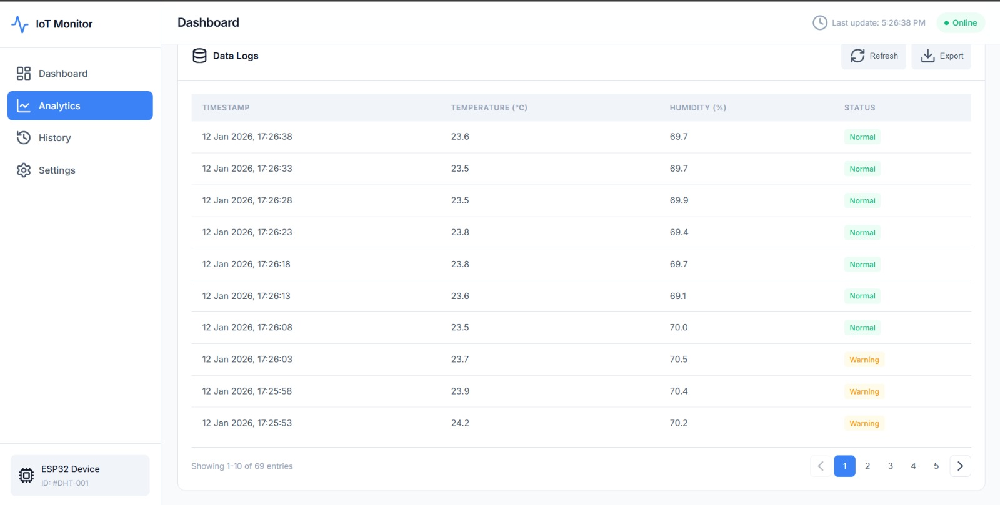 IoT Monitor
Dashboard
Analytics
History
Settings
ESP32 Device
ID: #DHT-001
Dashboard
Last update: 5:26:38 PM
Online
Data Logs
Refresh
Export
TIMESTAMP TEMPERATURE (°C) HUMIDITY (%) STATUS
12 Jan 2026, 17:26:38 23.6 69.7 Normal
12 Jan 2026, 17:26:33 23.5 69.7 Normal
12 Jan 2026, 17:26:28 23.5 69.9 Normal
12 Jan 2026, 17:26:23 23.8 69.4 Normal
12 Jan 2026, 17:26:18 23.8 69.7 Normal
12 Jan 2026, 17:26:13 23.6 69.1 Normal
12 Jan 2026, 17:26:08 23.5 70.0 Normal
12 Jan 2026, 17:26:03 23.7 70.5 Warning
12 Jan 2026, 17:25:58 23.9 70.4 Warning
12 Jan 2026, 17:25:53 24.2 70.2 Warning
Showing 1-10 of 69 entries
1 2 3 4 5